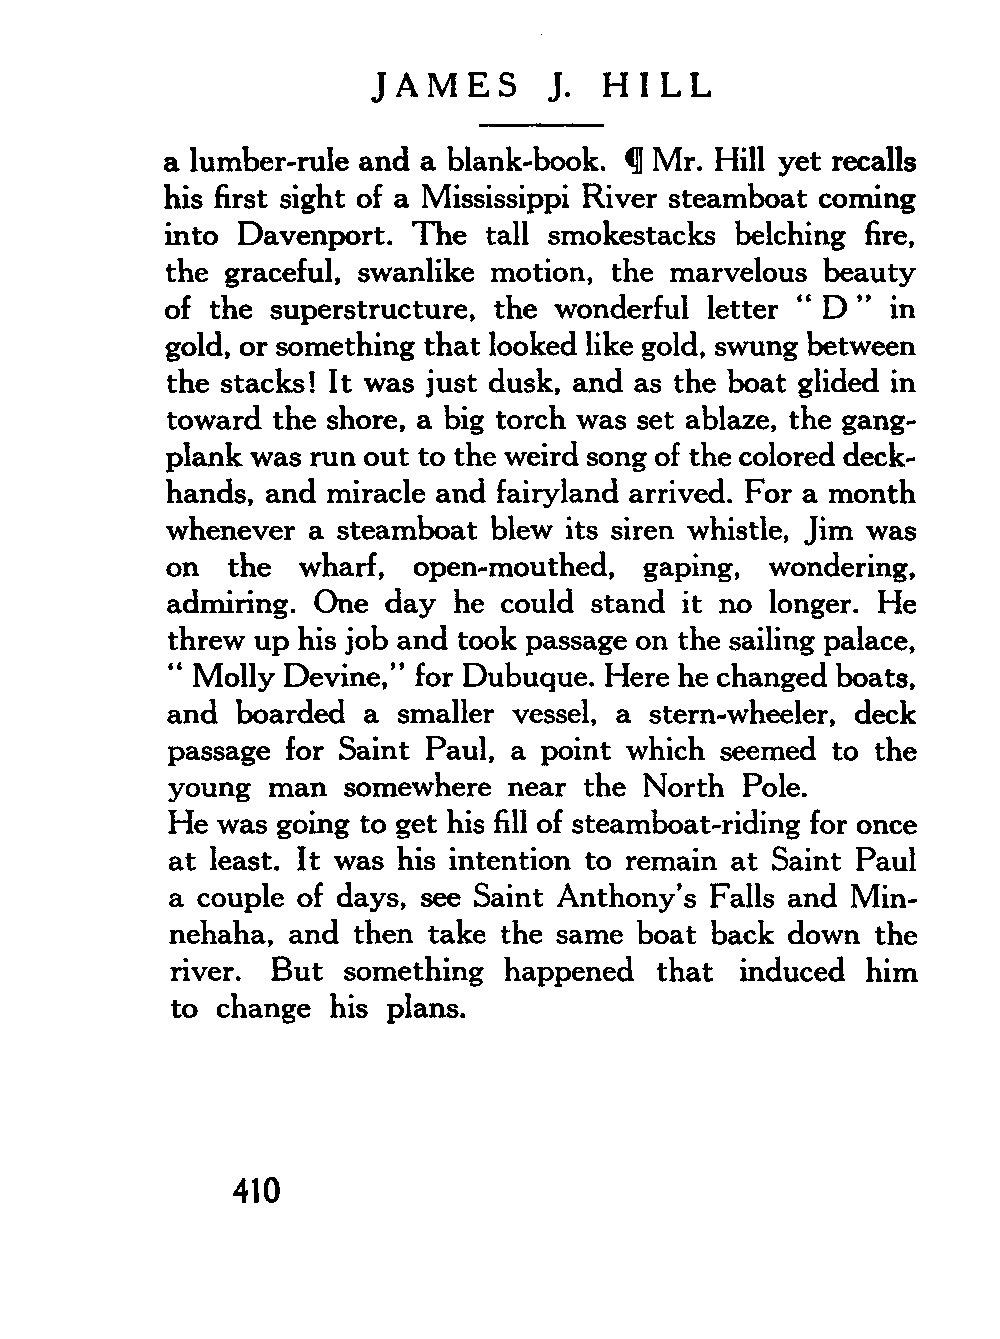 JAMES J. HILL
a lumber-rule and a blank-book. ¶ Mr. Hill yet recalls
his first sight of a Mississippi River steamboat coming
into Davenport. The tall smokestacks belching fire,
the graceful, swanlike motion, the marvelous beauty
of the superstructure, the wonderful letter “ D ” in
gold, or something that looked like gold, swung between
the stacks! It was just dusk, and as the boat glided in
toward the shore, a big torch was set ablaze, the gang-
plank was run out to the weird song of the colored deck-
hands, and miracle and fairyland arrived. For a month
whenever a steamboat blew its siren whistle, Jim was
on the wharf, open-mouthed, gaping, wondering,
admiring. One day he could stand it no longer. He
threw up his job and took passage on the sailing palace,
“ Molly Devine,” for Dubuque. Here he changed boats,
and boarded a smaller vessel, a stern-wheeler, deck
passage for Saint Paul, a point which seemed to the
young man somewhere near the North Pole.
He was going to get his fill of steamboat-riding for once
at least. It was his intention to remain at Saint Paul
a couple of days, see Saint Anthony’s Falls and Min-
nehaha, and then take the same boat back down the
river. But something happened that induced him
to change his plans.
410